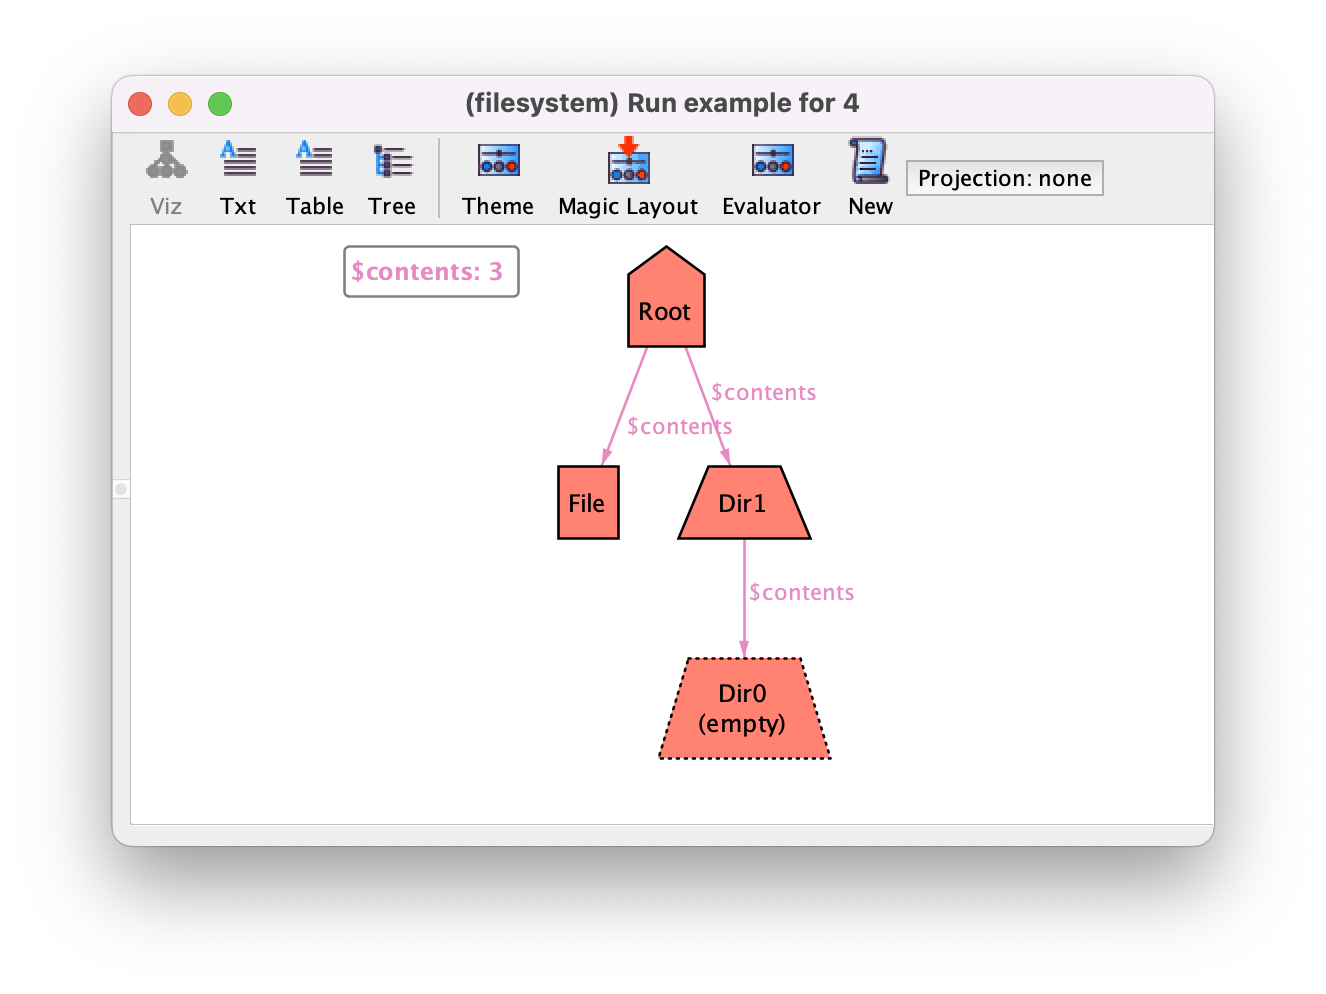 (filesystem) Run example for 4
Viz
Txt
Table
Tree
Theme
Magic Layout
Evaluator
New
Projection: none
$contents: 3
Root
$contents
$contents
File
Dir1
$contents
Dir0
(empty)